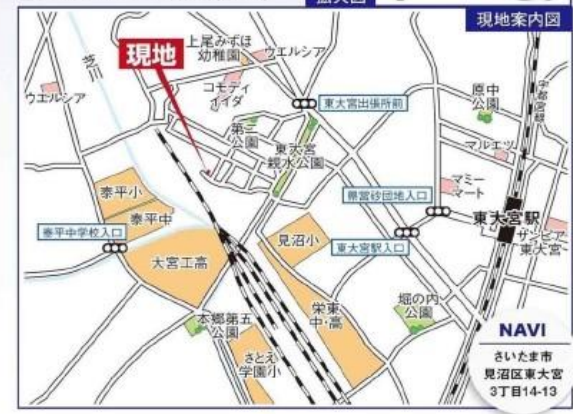 現地案内図
芝川
上尾みずほ
幼稚園
ウエルシア
現地
コモディ
イイダ
ウエルシア
東大宮出張所前
原中
公園
宇都宮線
第二
公園
東大宮
親水公園
マルエツ
マミー
マート
泰平小
泰平中
県営砂団地入口
東大宮駅
サンピア
東大宮
泰平中学校入口
見沼小
東大宮駅入口
大宮工高
栄東
中・高
堀の内
公園
本郷第五
公園
さとえ
学園小
NAVI
さいたま市
見沼区東大宮
3丁目14-13